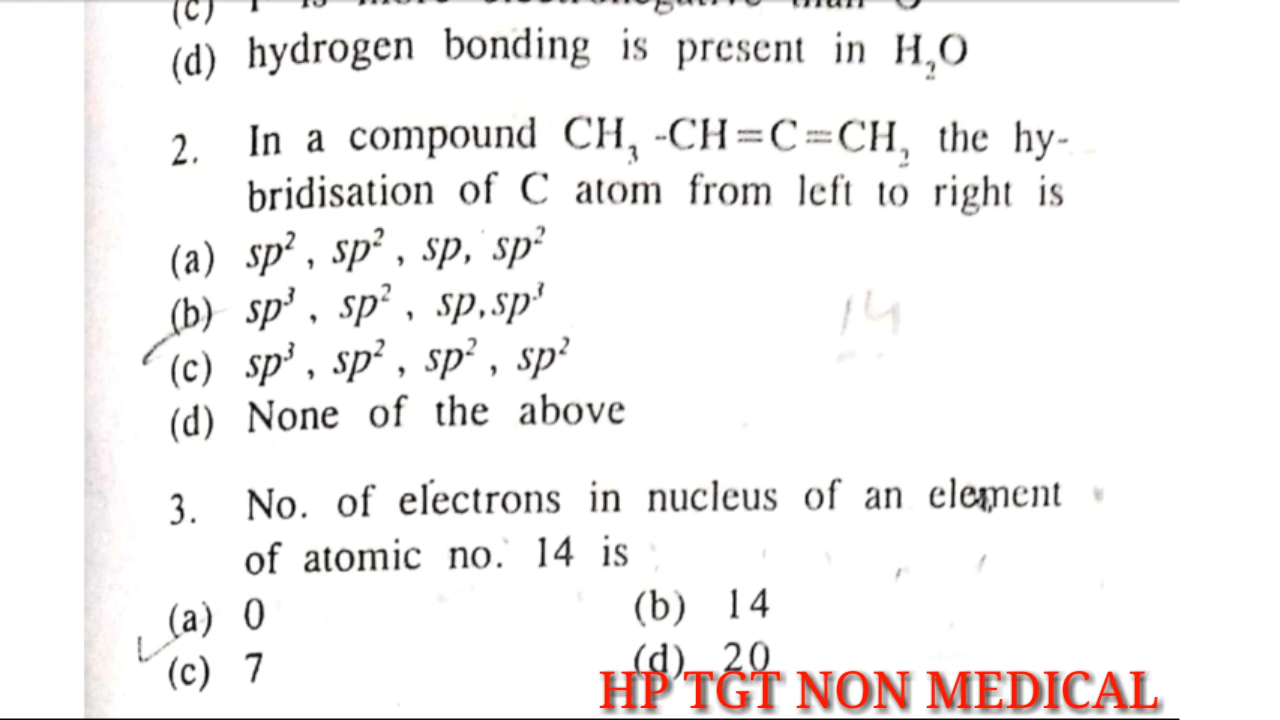 (d) hydrogen bonding is present in H₂O
2. In a compound CH₃ -CH=C=CH₂ the hy-
bridisation of C atom from left to right is
(a) sp², sp², sp, sp²
(b) sp³, sp², sp, sp³
(c) sp³, sp², sp², sp²
(d) None of the above
14
3. No. of electrons in nucleus of an element
of atomic no. 14 is
(a) 0 (b) 14
(c) 7 (d) 20
HP TGT NON MEDICAL